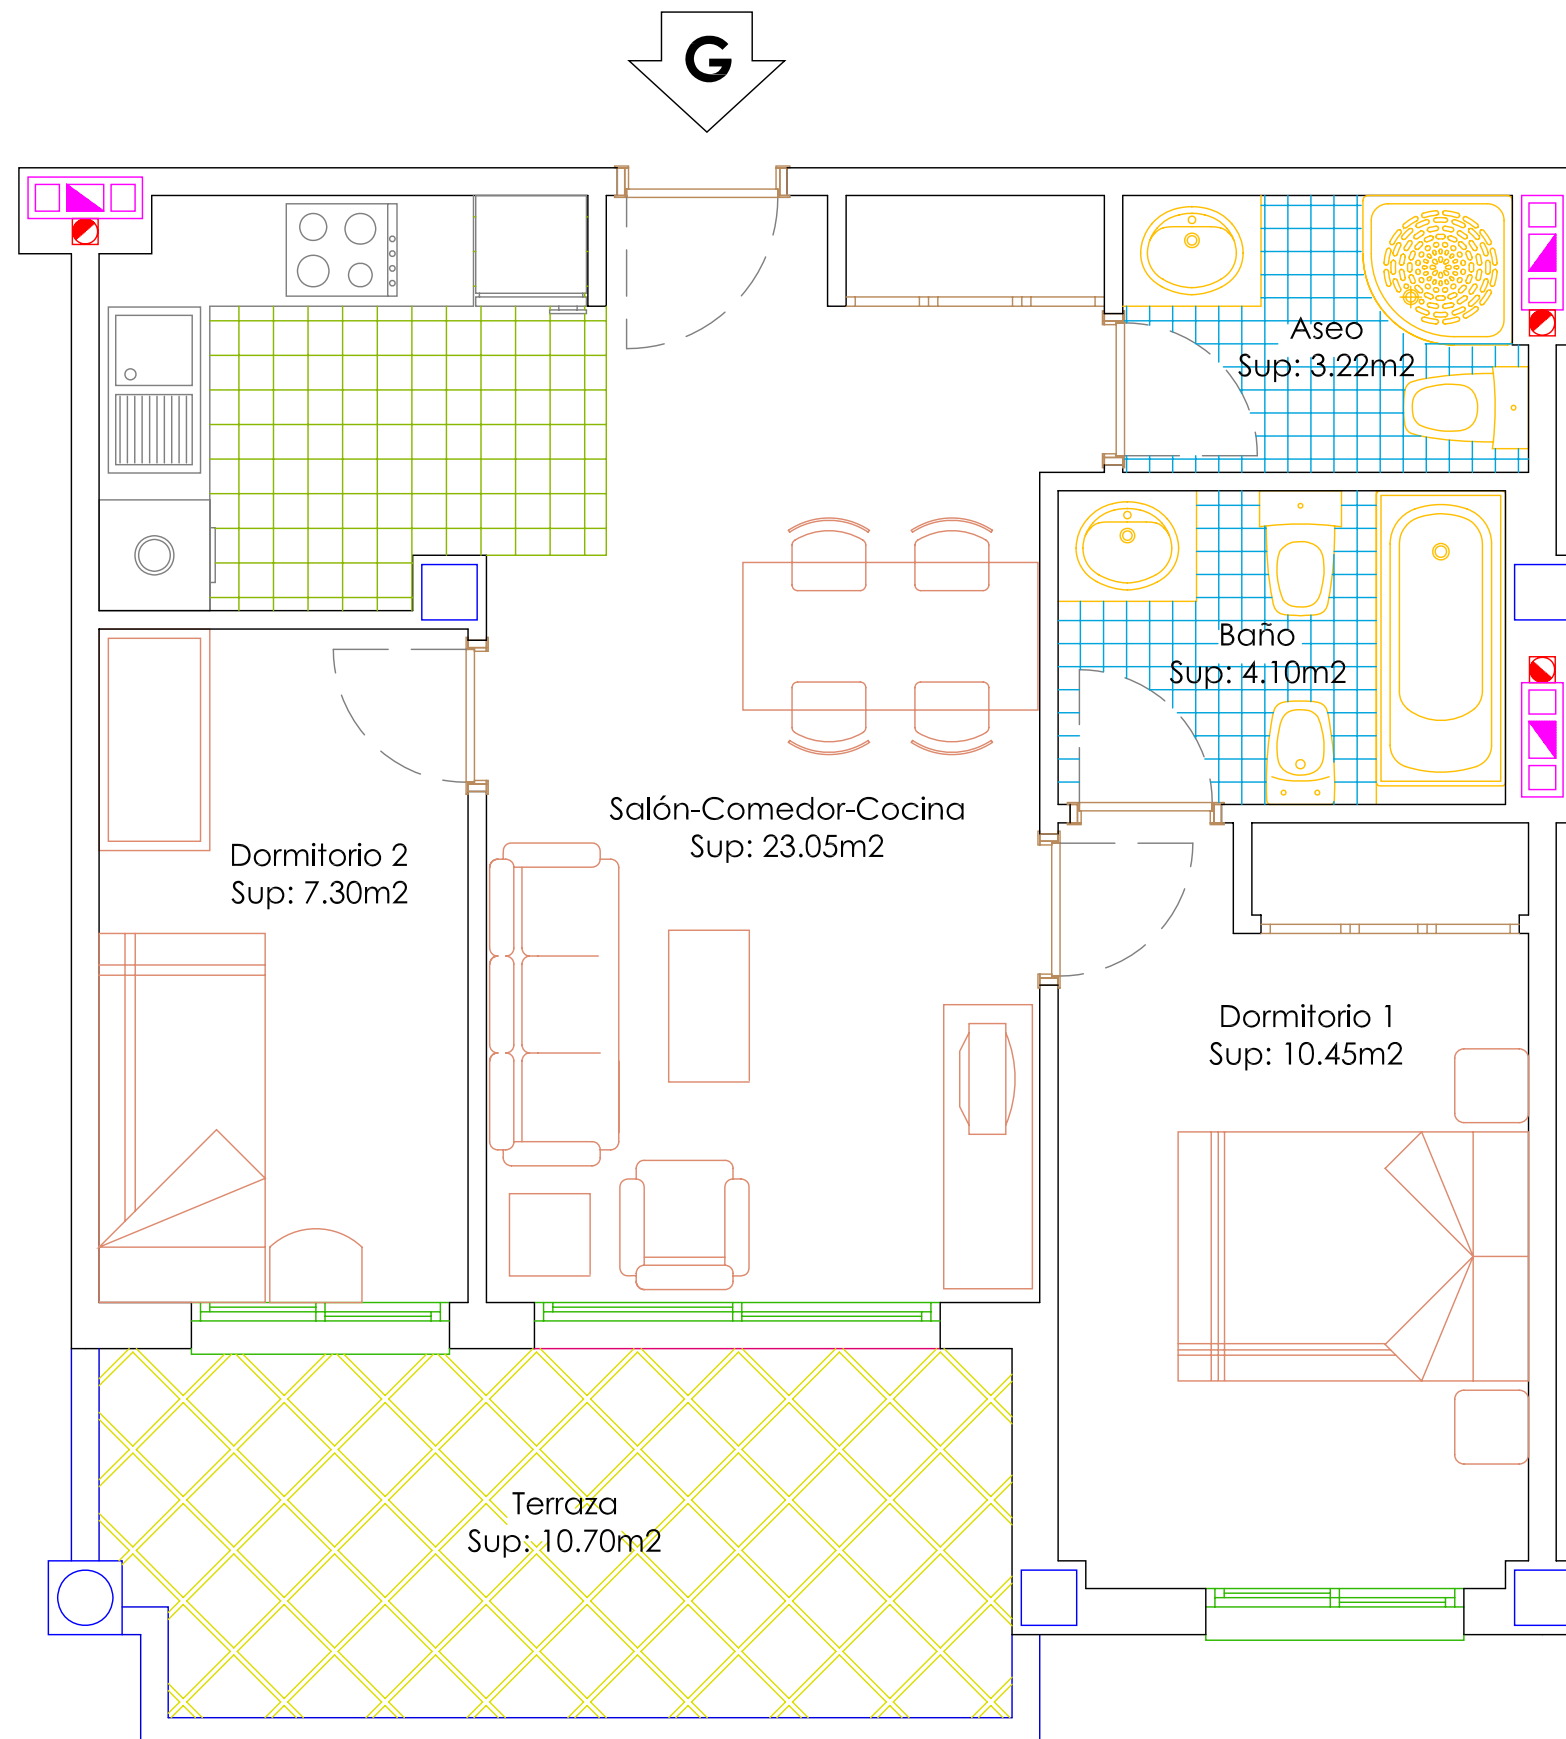 G
Aseo
Sup: 3.22m2
Baño
Sup: 4.10m2
Salón-Comedor-Cocina
Sup: 23.05m2
Dormitorio 2
Sup: 7.30m2
Dormitorio 1
Sup: 10.45m2
Terraza
Sup: 10.70m2